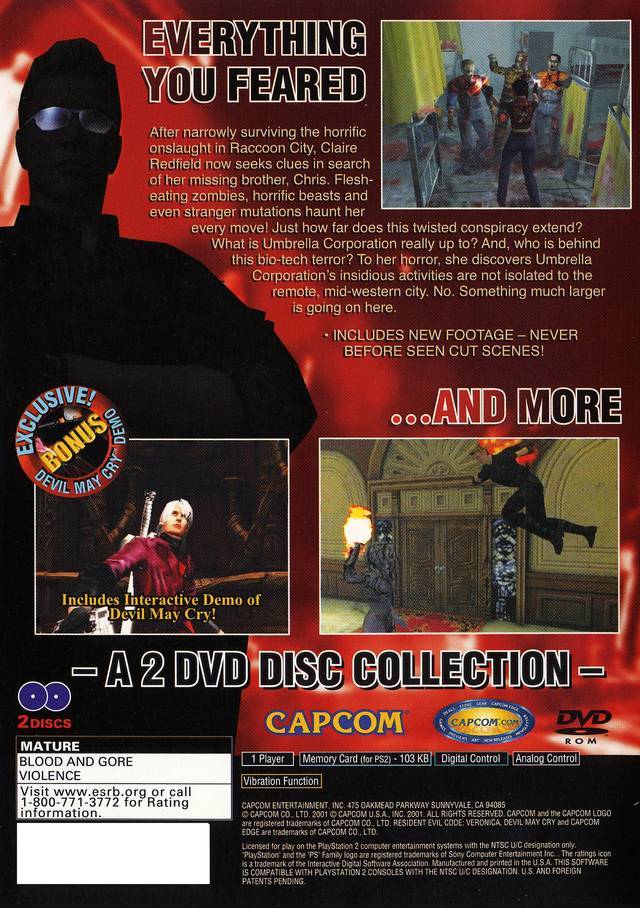 EVERYTHING
YOU FEARED
After narrowly surviving the horrific
onslaught in Raccoon City, Claire
Redfield now seeks clues in search
of her missing brother, Chris. Flesh-
eating zombies, horrific beasts and
even stranger mutations haunt her
every move! Just how far does this twisted conspiracy extend?
What is Umbrella Corporation really up to? And, who is behind
this bio-tech terror? To her horror, she discovers Umbrella
Corporation's insidious activities are not isolated to the
remote, mid-western city. No. Something much larger
is going on here.
• INCLUDES NEW FOOTAGE – NEVER
BEFORE SEEN CUT SCENES!
...AND MORE
EXCLUSIVE!
BONUS
DEVIL MAY CRY™ DEMO
Includes Interactive Demo of
Devil May Cry!
– A 2 DVD DISC COLLECTION –
2 DISCS
CAPCOM®
CAPCOM.COM
DVD
ROM
MATURE
BLOOD AND GORE
VIOLENCE
Visit www.esrb.org or call
1-800-771-3772 for Rating
information.
1 Player
Memory Card (for PS2) - 103 KB
Digital Control
Analog Control
Vibration Function
CAPCOM ENTERTAINMENT. INC. 475 OAKMEAD PARKWAY SUNNYVALE, CA 94085
© CAPCOM CO., LTD. 2001 © CAPCOM U.S.A., INC. 2001. ALL RIGHTS RESERVED. CAPCOM and the CAPCOM LOGO
are registered trademarks of CAPCOM CO., LTD. RESIDENT EVIL CODE: VERONICA, DEVIL MAY CRY and CAPCOM
EDGE are trademarks of CAPCOM CO., LTD.
Licensed for play on the PlayStation 2 computer entertainment systems with the NTSC U/C designation only.
'PlayStation' and the 'PS' Family logo are registered trademarks of Sony Computer Entertainment Inc . The ratings icon
is a trademark of the Interactive Digital Software Association. Manufactured and printed in the U.S.A. THIS SOFTWARE
IS COMPATIBLE WITH PLAYSTATION 2 CONSOLES WITH THE NTSC U/C DESIGNATION. U.S. AND FOREIGN
PATENTS PENDING.